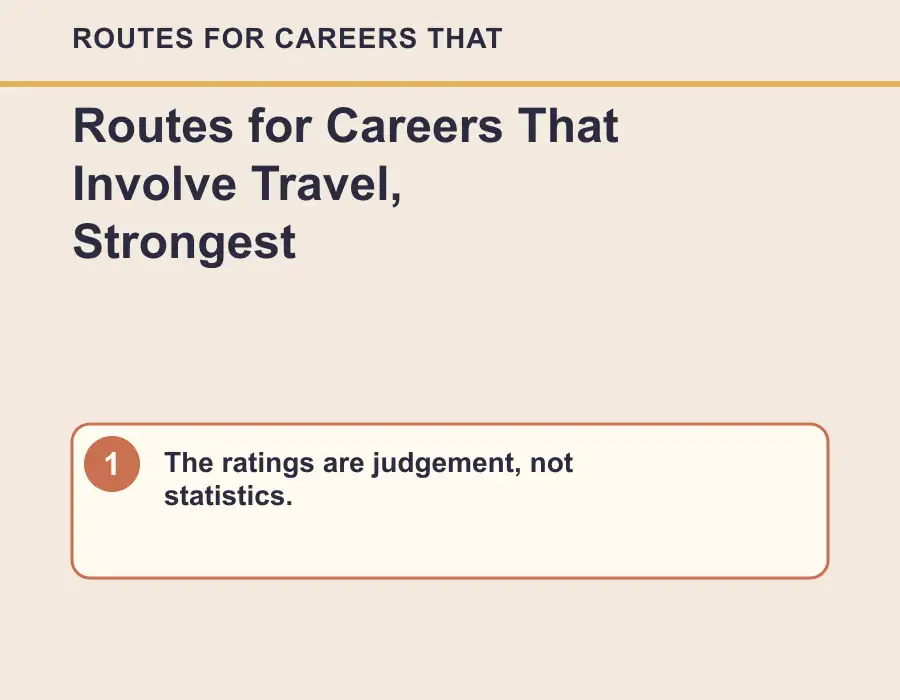 ROUTES FOR CAREERS THAT
Routes for Careers That
Involve Travel,
Strongest
1
The ratings are judgement, not
statistics.